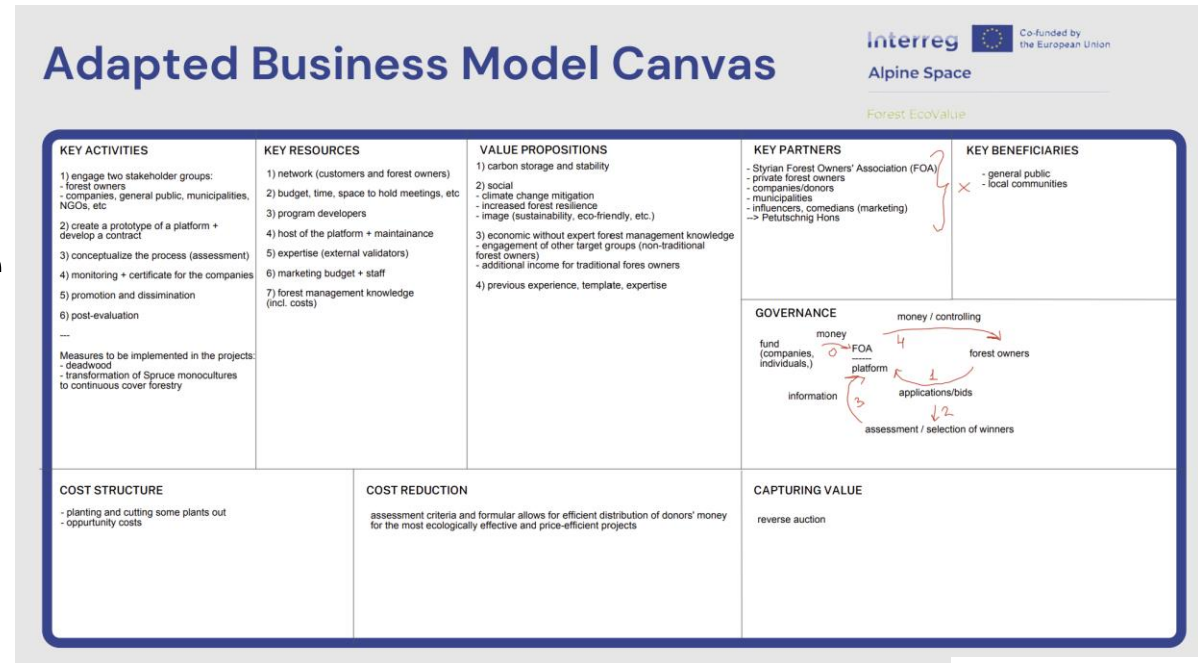 Adapted Business Model Canvas
Interreg
Co-funded by
the European Union
Alpine Space
Forest EcoValue
KEY ACTIVITIES
1) engage two stakeholder groups:
- forest owners
- companies, general public, municipalities,
NGOs, etc
2) create a prototype of a platform +
develop a contract
3) conceptualize the process (assessment)
4) monitoring + certificate for the companies
5) promotion and dissimination
6) post-evaluation
---
Measures to be implemented in the projects:
- deadwood
- transformation of Spruce monocultures
to continuous cover forestry
KEY RESOURCES
1) network (customers and forest owners)
2) budget, time, space to hold meetings, etc
3) program developers
4) host of the platform + maintainance
5) expertise (external validators)
6) marketing budget + staff
7) forest management knowledge
(incl. costs)
VALUE PROPOSITIONS
1) carbon storage and stability
2) social
- climate change mitigation
- increased forest resilience
- image (sustainability, eco-friendly, etc.)
3) economic without expert forest management knowledge
- engagement of other target groups (non-traditional
forest owners)
- additional income for traditional fores owners
4) previous experience, template, expertise
KEY PARTNERS
- Styrian Forest Owners' Association (FOA)
- private forest owners
- companies/donors
- municipalities
- influencers, comedians (marketing)
--> Petutschnig Hons
x
KEY BENEFICIARIES
- general public
- local communities
GOVERNANCE
money / controlling
money
4
fund
(companies,
individuals,)
0
FOA
------
platform
forest owners
1
information
3
applications/bids
2
assessment / selection of winners
COST STRUCTURE
- planting and cutting some plants out
- oppurtunity costs
COST REDUCTION
assessment criteria and formular allows for efficient distribution of donors' money
for the most ecologically effective and price-efficient projects
CAPTURING VALUE
reverse auction